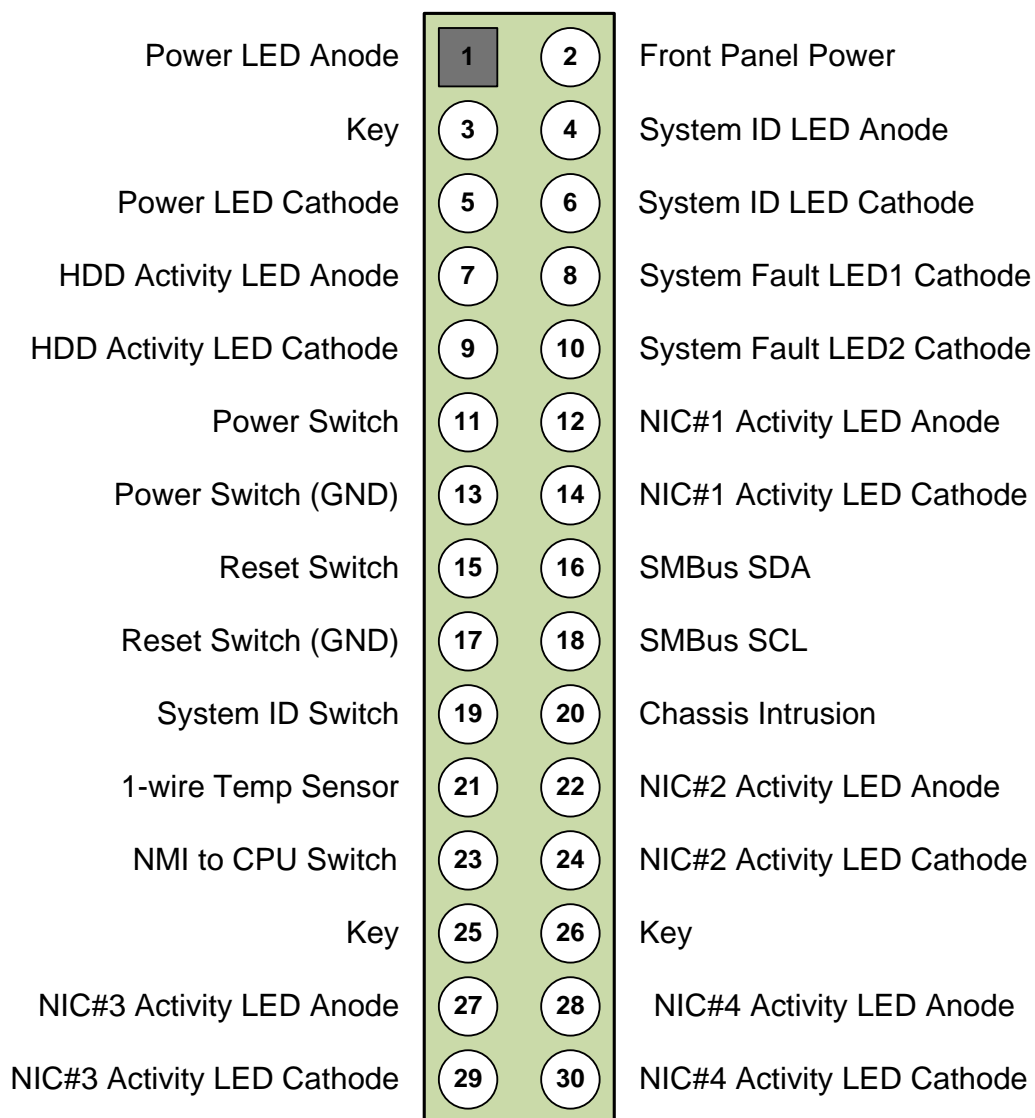 Power LED Anode 1 2 Front Panel Power
Key 3 4 System ID LED Anode
Power LED Cathode 5 6 System ID LED Cathode
HDD Activity LED Anode 7 8 System Fault LED1 Cathode
HDD Activity LED Cathode 9 10 System Fault LED2 Cathode
Power Switch 11 12 NIC#1 Activity LED Anode
Power Switch (GND) 13 14 NIC#1 Activity LED Cathode
Reset Switch 15 16 SMBus SDA
Reset Switch (GND) 17 18 SMBus SCL
System ID Switch 19 20 Chassis Intrusion
1-wire Temp Sensor 21 22 NIC#2 Activity LED Anode
NMI to CPU Switch 23 24 NIC#2 Activity LED Cathode
Key 25 26 Key
NIC#3 Activity LED Anode 27 28 NIC#4 Activity LED Anode
NIC#3 Activity LED Cathode 29 30 NIC#4 Activity LED Cathode